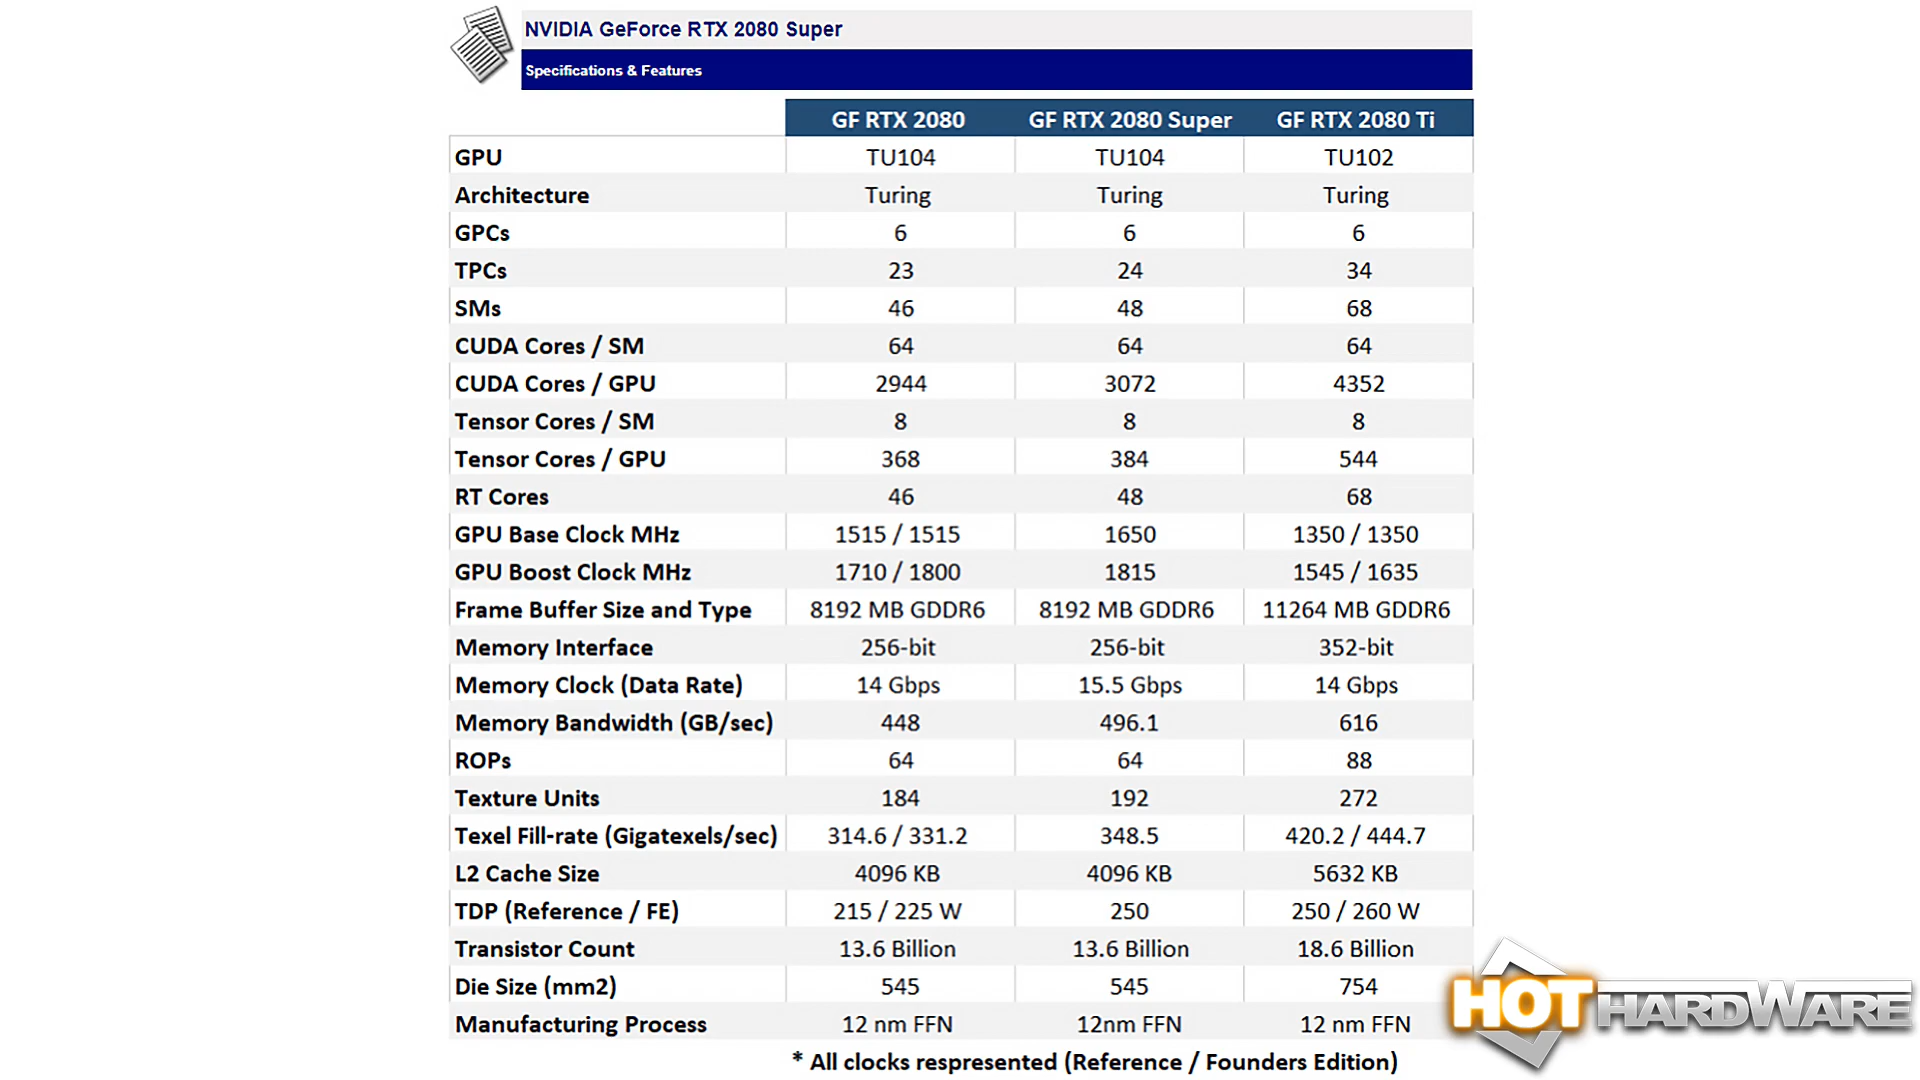 NVIDIA GeForce RTX 2080 Super
Specifications & Features
GF RTX 2080 GF RTX 2080 Super GF RTX 2080 Ti
GPU TU104 TU104 TU102
Architecture Turing Turing Turing
GPCs 6 6 6
TPCs 23 24 34
SMs 46 48 68
CUDA Cores / SM 64 64 64
CUDA Cores / GPU 2944 3072 4352
Tensor Cores / SM 8 8 8
Tensor Cores / GPU 368 384 544
RT Cores 46 48 68
GPU Base Clock MHz 1515 / 1515 1650 1350 / 1350
GPU Boost Clock MHz 1710 / 1800 1815 1545 / 1635
Frame Buffer Size and Type 8192 MB GDDR6 8192 MB GDDR6 11264 MB GDDR6
Memory Interface 256-bit 256-bit 352-bit
Memory Clock (Data Rate) 14 Gbps 15.5 Gbps 14 Gbps
Memory Bandwidth (GB/sec) 448 496.1 616
ROPs 64 64 88
Texture Units 184 192 272
Texel Fill-rate (Gigatexels/sec) 314.6 / 331.2 348.5 420.2 / 444.7
L2 Cache Size 4096 KB 4096 KB 5632 KB
TDP (Reference / FE) 215 / 225 W 250 250 / 260 W
Transistor Count 13.6 Billion 13.6 Billion 18.6 Billion
Die Size (mm2) 545 545 754
Manufacturing Process 12 nm FFN 12nm FFN 12 nm FFN
* All clocks respresented (Reference / Founders Edition)
HOTHARDWARE